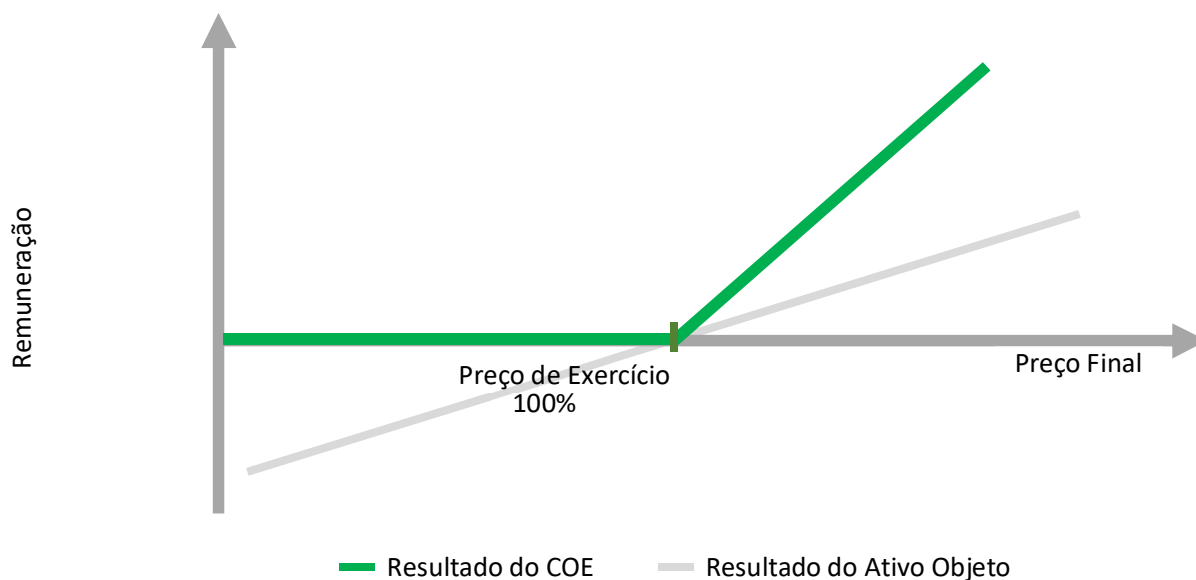 Remuneração
Preço de Exercício
100%
Preço Final
Resultado do COE
Resultado do Ativo Objeto